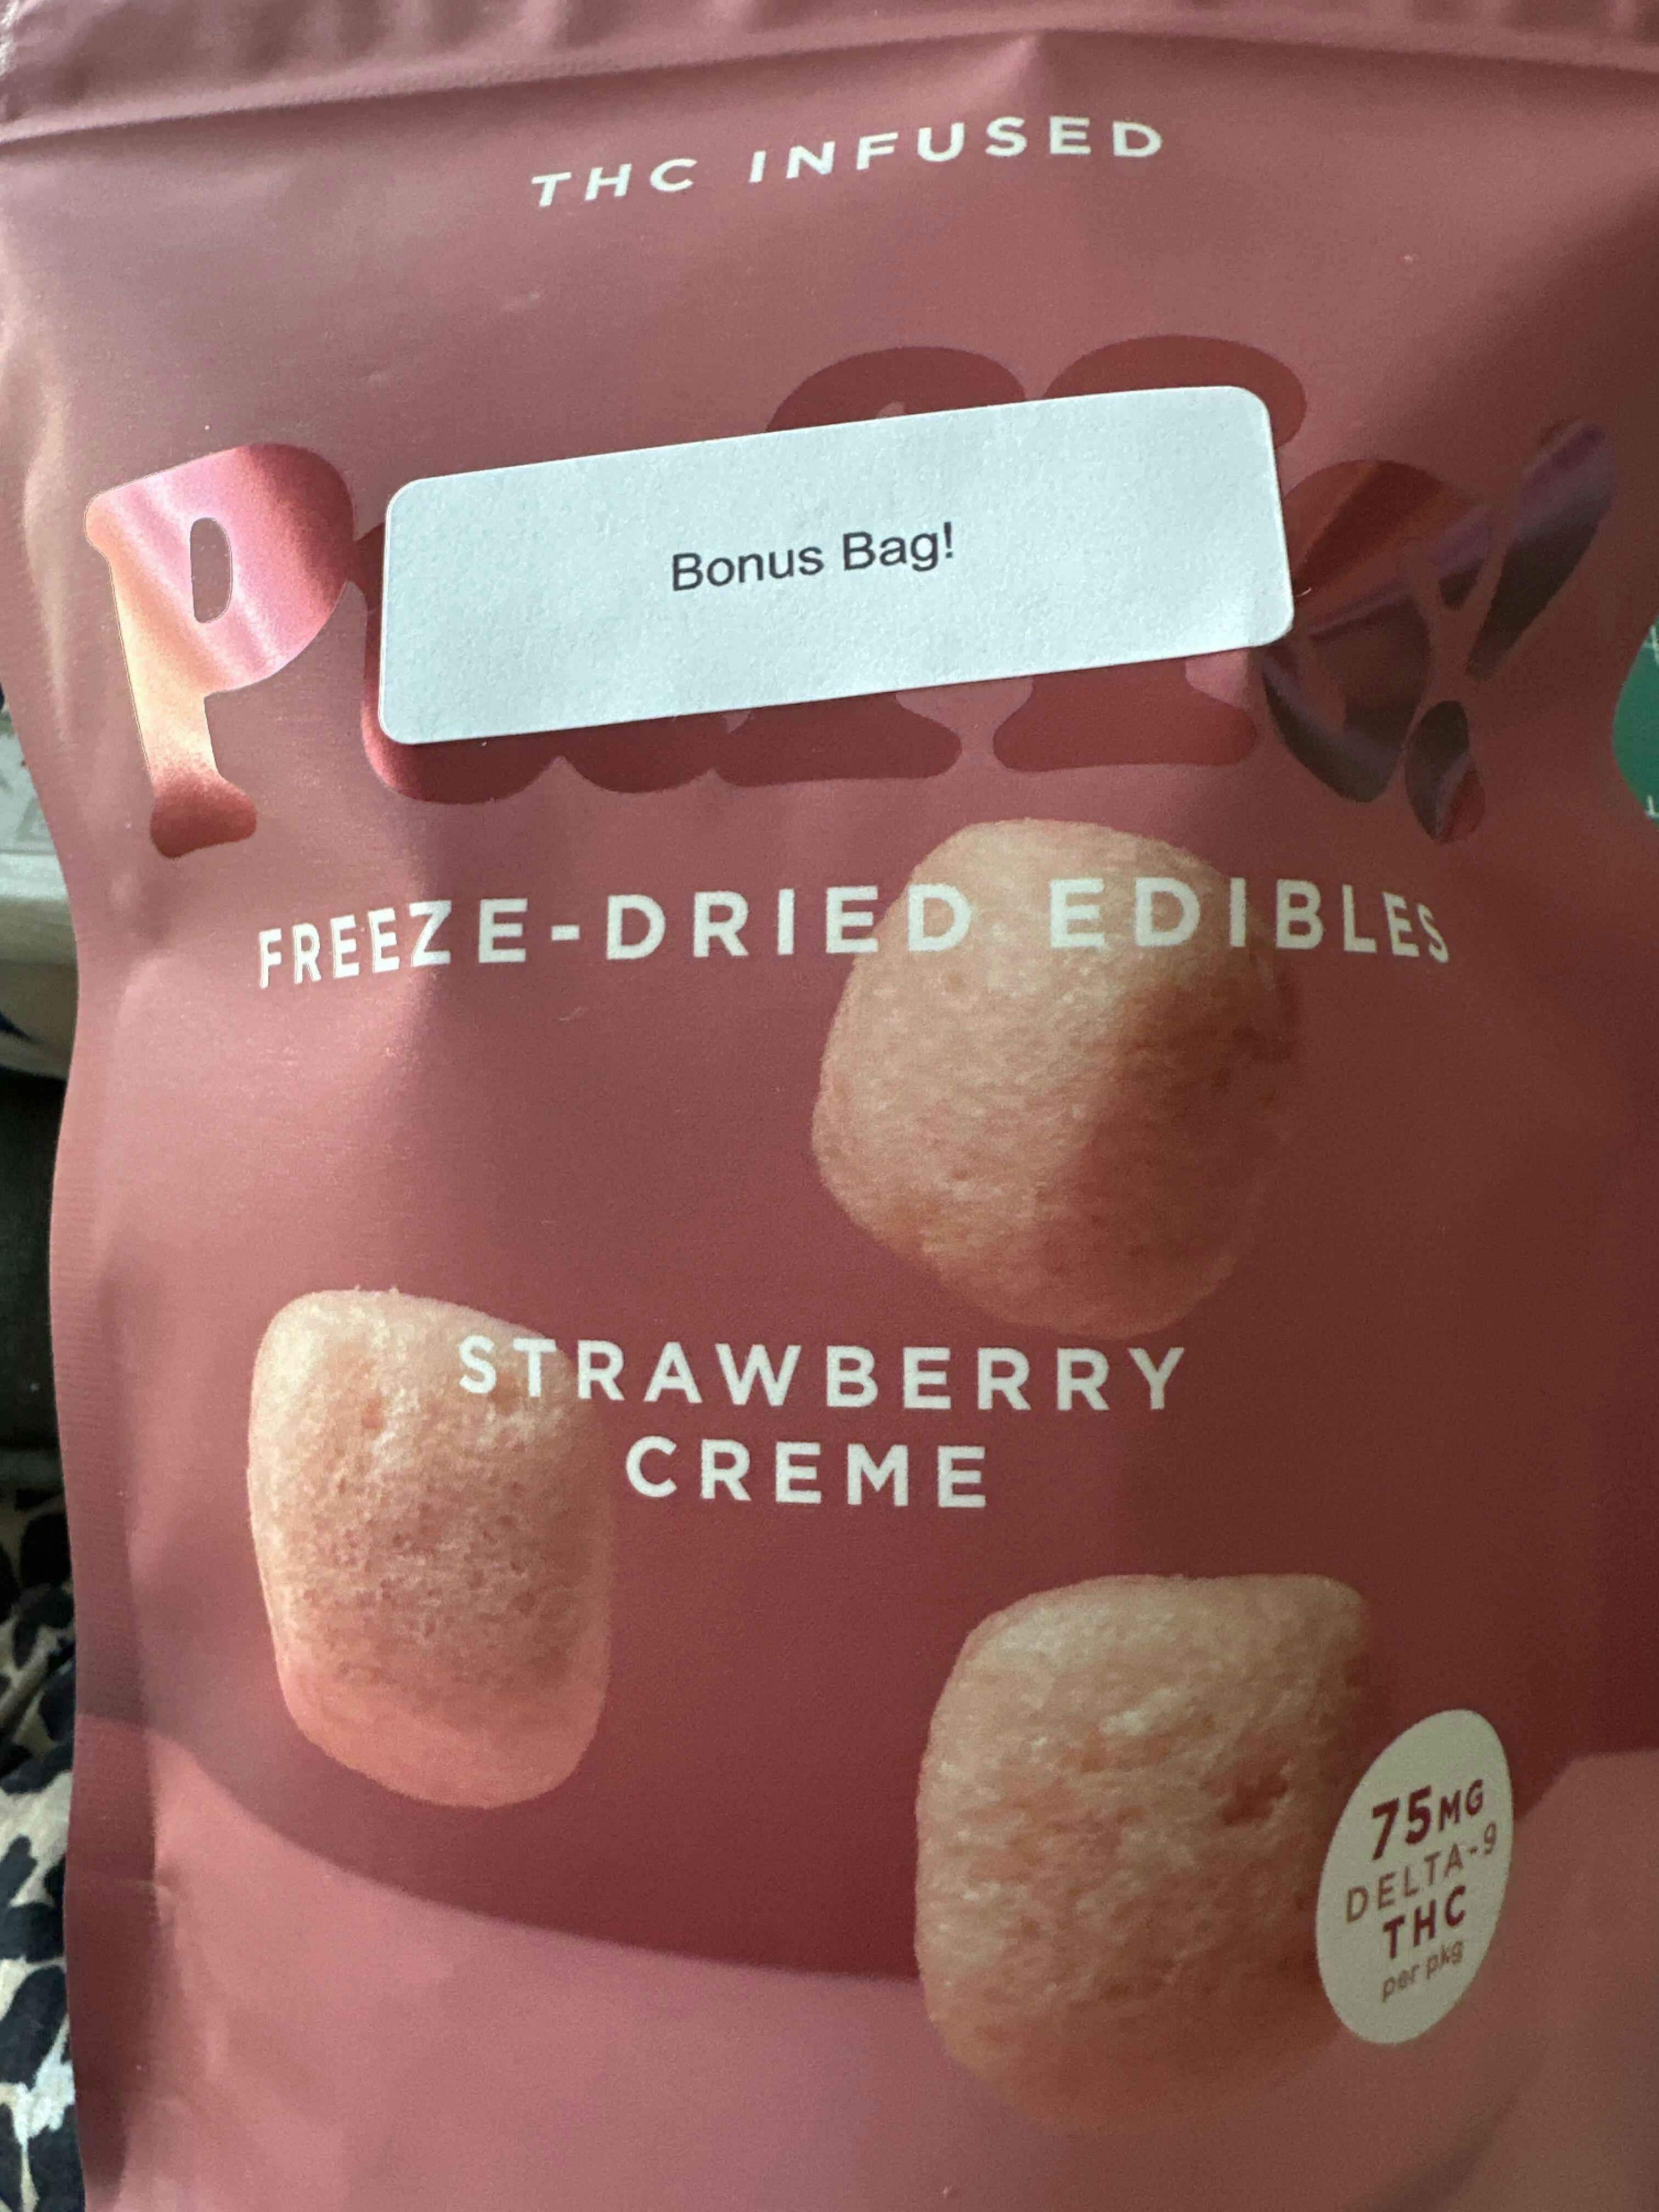 THC INFUSED
Bonus Bag!
FREEZE-DRIED EDIBLES
STRAWBERRY
CREME
75MG
DELTA-9
THC
per pkg